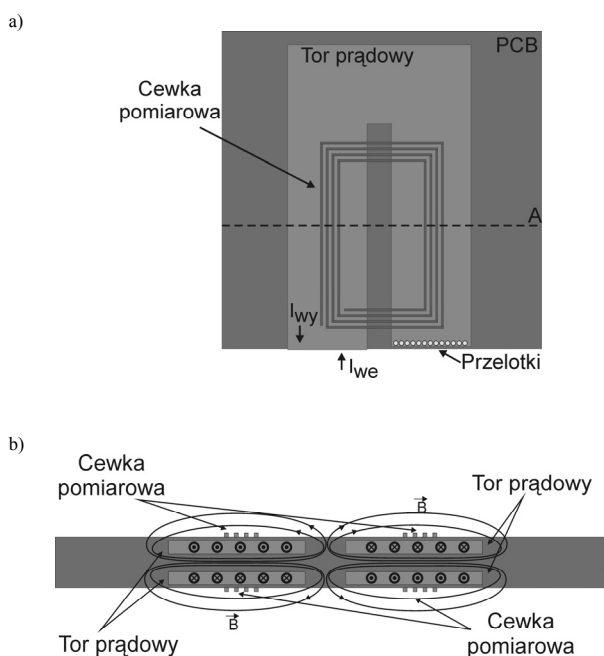 a)
PCB
Tor prądowy
Cewka
pomiarowa
A
Iwy
Iwe
Przelotki
b)
Cewka
pomiarowa
B
Tor prądowy
Tor prądowy
B
Cewka
pomiarowa